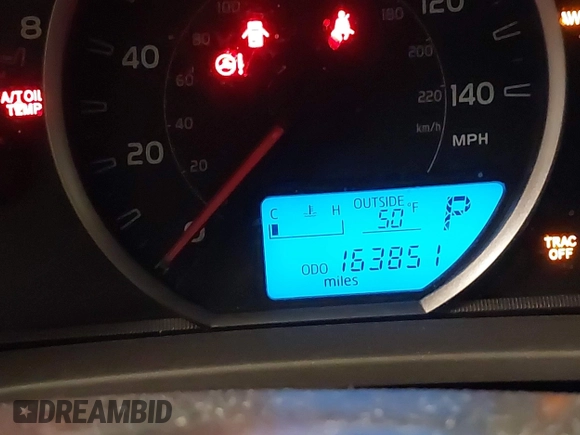 8
40
20
0
100
80
60
40
20
120
180
200
220
140
km/h
MPH
A/T OIL
TEMP
C H
OUTSIDE
50 °F
P
ODO 163851
miles
TRAC
OFF
DREAMBID